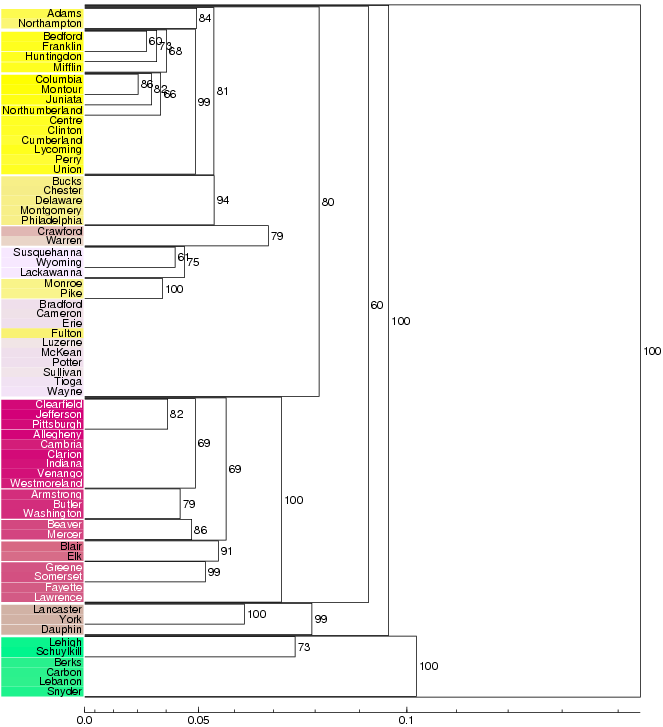 Adams 84
Northampton
Bedford
Franklin 60 73 68
Huntingdon
Mifflin
Columbia
Montour 86 82 66 81
Juniata 99
Northumberland
Centre
Clinton
Cumberland
Lycoming
Perry
Union
Bucks
Chester
Delaware 94 80
Montgomery
Philadelphia
Crawford 79
Warren
Susquehanna 61
Wyoming 75
Lackawanna
Monroe
Pike 100
Bradford 60
Cameron
Erie 100
Fulton
Luzerne
McKean 100
Potter
Sullivan
Tioga
Wayne
Clearfield
Jefferson 82
Pittsburgh
Allegheny
Cambria 69
Clarion
Indiana 69
Venango
Westmoreland
Armstrong 100
Butler 79
Washington
Beaver 86
Mercer
Blair 91
Elk
Greene 99
Somerset
Fayette
Lawrence
Lancaster 100
York 99
Dauphin
Lehigh 73
Schuylkill
Berks 100
Carbon
Lebanon
Snyder
0.0 0.05 0.1